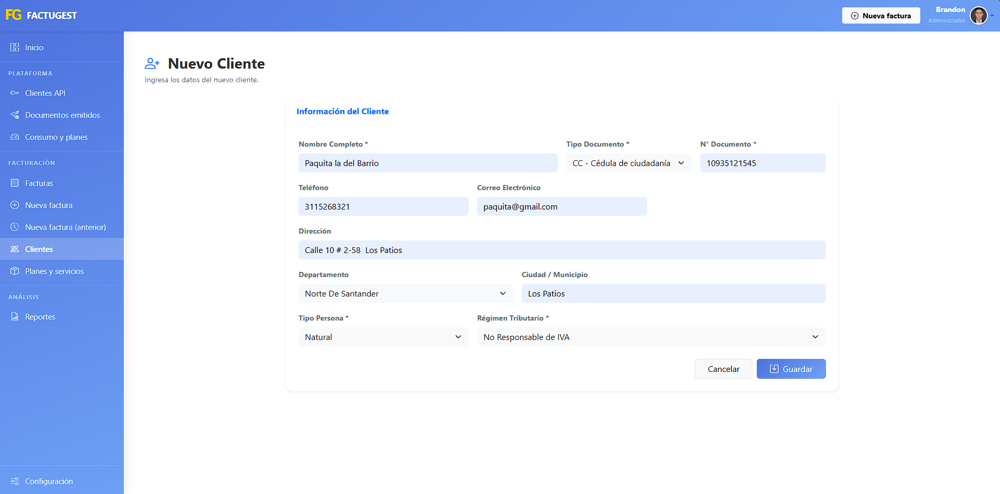 FG FACTUGEST
Nueva factura
Brandon
Administrador
Inicio
PLATAFORMA
Clientes API
Documentos emitidos
Consumo y planes
FACTURACIÓN
Facturas
Nueva factura
Nueva factura (anterior)
Clientes
Planes y servicios
ANÁLISIS
Reportes
Configuración
Nuevo Cliente
Ingresa los datos del nuevo cliente.
Información del Cliente
Nombre Completo * Tipo Documento * N° Documento *
Paquita la del Barrio CC - Cédula de ciudadanía 10935121545
Teléfono Correo Electrónico
3115268321 paquita@gmail.com
Dirección
Calle 10 # 2-58  Los Patios
Departamento Ciudad / Municipio
Norte De Santander Los Patios
Tipo Persona * Régimen Tributario *
Natural No Responsable de IVA
Cancelar Guardar